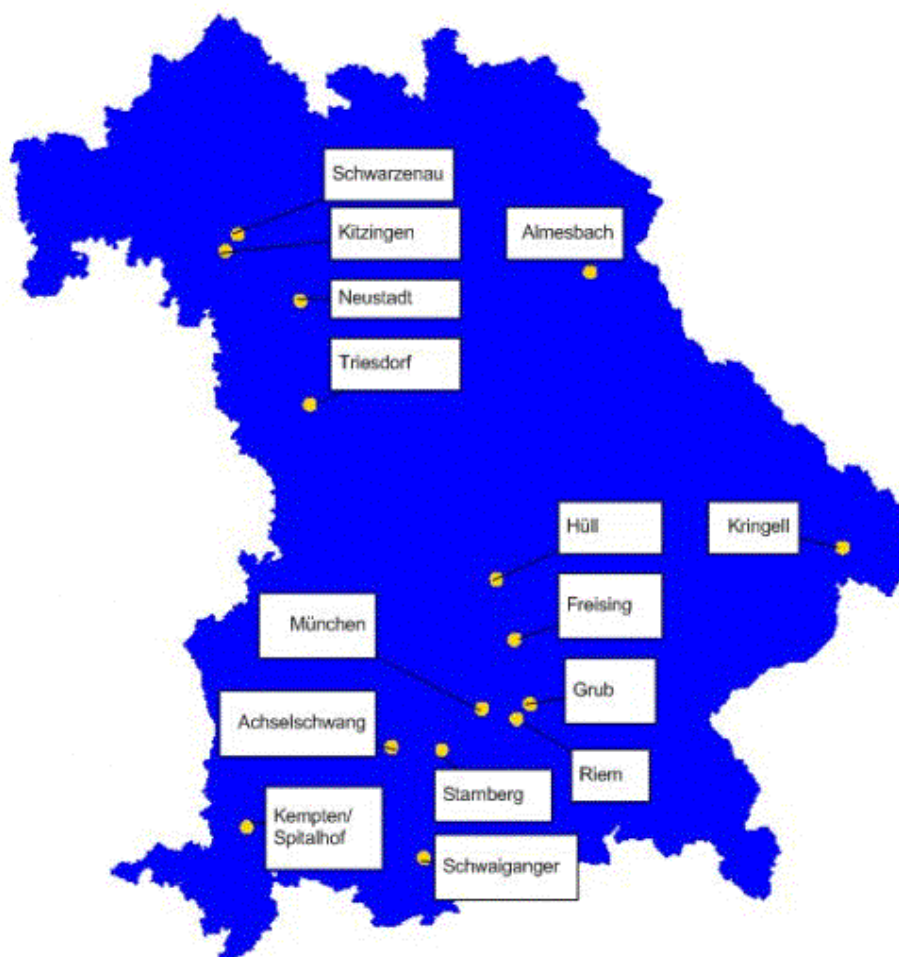 Schwarzenau
Kitzingen
Almesbach
Neustadt
Triesdorf
Hüll
Kringell
Freising
München
Grub
Achselschwang
Riem
Starnberg
Kempten/
Spitalhof
Schwaiganger